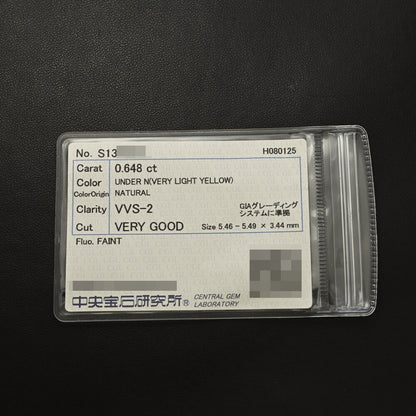 No. S13
H080125
Carat 0.648 ct
Color UNDER N(VERY LIGHT YELLOW)
ColorOrigin NATURAL
Clarity VVS-2
GIAグレーディング
システムに準拠
Cut VERY GOOD Size 5.46 - 5.49 × 3.44 mm
Fluo. FAINT
中央宝石研究所® CENTRAL GEM
LABORATORY